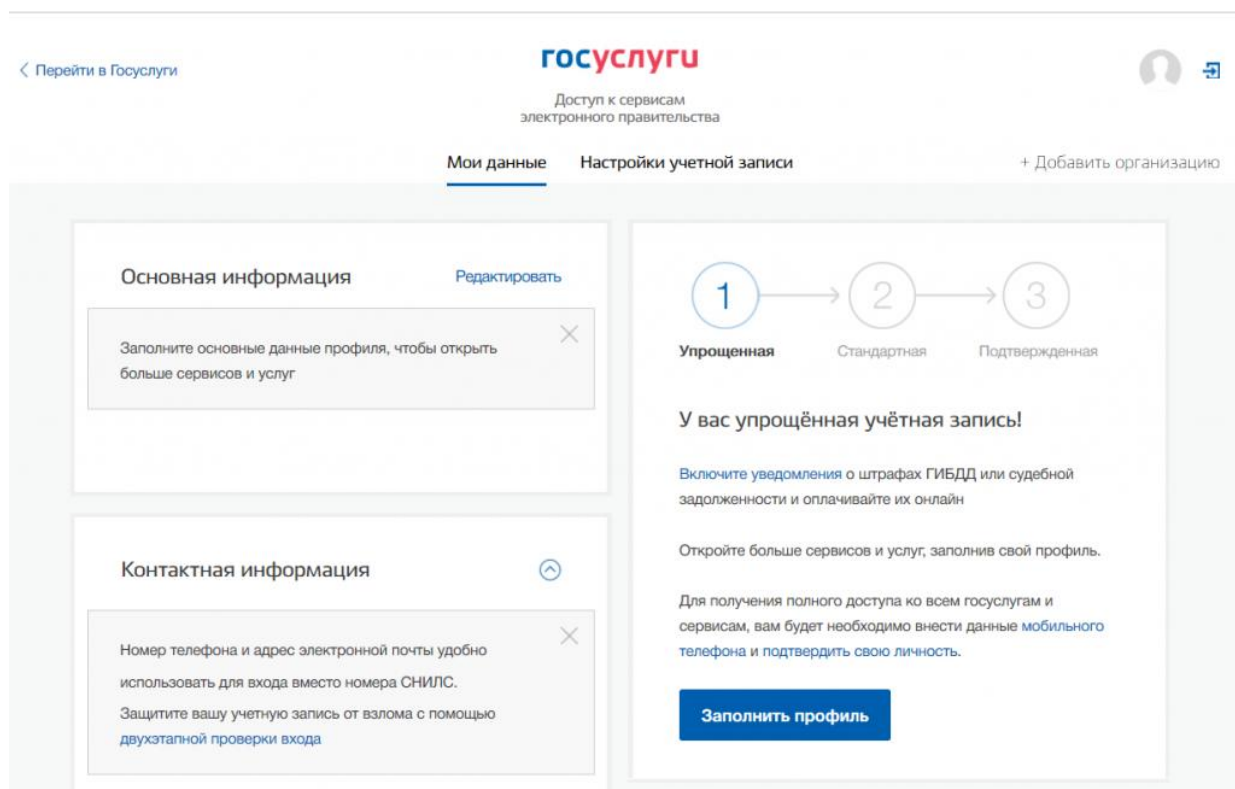 Перейти в Госуслуги
госуслуги
Доступ к сервисам
электронного правительства
Мои данные
Настройки учетной записи
+ Добавить организацию
Основная информация
Редактировать
Заполните основные данные профиля, чтобы открыть
больше сервисов и услуг
Контактная информация
Номер телефона и адрес электронной почты удобно
использовать для входа вместо номера СНИЛС.
Защитите вашу учетную запись от взлома с помощью
двухэтапной проверки входа
1
2
3
Упрощенная
Стандартная
Подтвержденная
У вас упрощённая учётная запись!
Включите уведомления о штрафах ГИБДД или судебной
задолженности и оплачивайте их онлайн
Откройте больше сервисов и услуг, заполнив свой профиль.
Для получения полного доступа ко всем госуслугам и
сервисам, вам будет необходимо внести данные мобильного
телефона и подтвердить свою личность.
Заполнить профиль